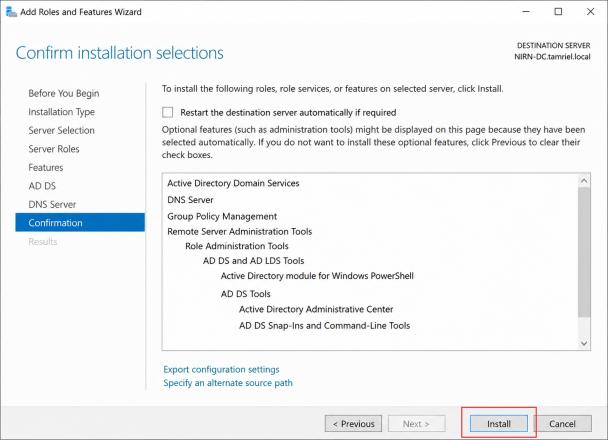 Add Roles and Features Wizard
Confirm installation selections
DESTINATION SERVER
NIRN-DC.tamriel.local
Before You Begin
Installation Type
Server Selection
Server Roles
Features
AD DS
DNS Server
Confirmation
Results
To install the following roles, role services, or features on selected server, click Install.
Restart the destination server automatically if required
Optional features (such as administration tools) might be displayed on this page because they have been
selected automatically. If you do not want to install these optional features, click Previous to clear their
check boxes.
Active Directory Domain Services
DNS Server
Group Policy Management
Remote Server Administration Tools
Role Administration Tools
AD DS and AD LDS Tools
Active Directory module for Windows PowerShell
AD DS Tools
Active Directory Administrative Center
AD DS Snap-Ins and Command-Line Tools
Export configuration settings
Specify an alternate source path
< Previous
Next >
Install
Cancel